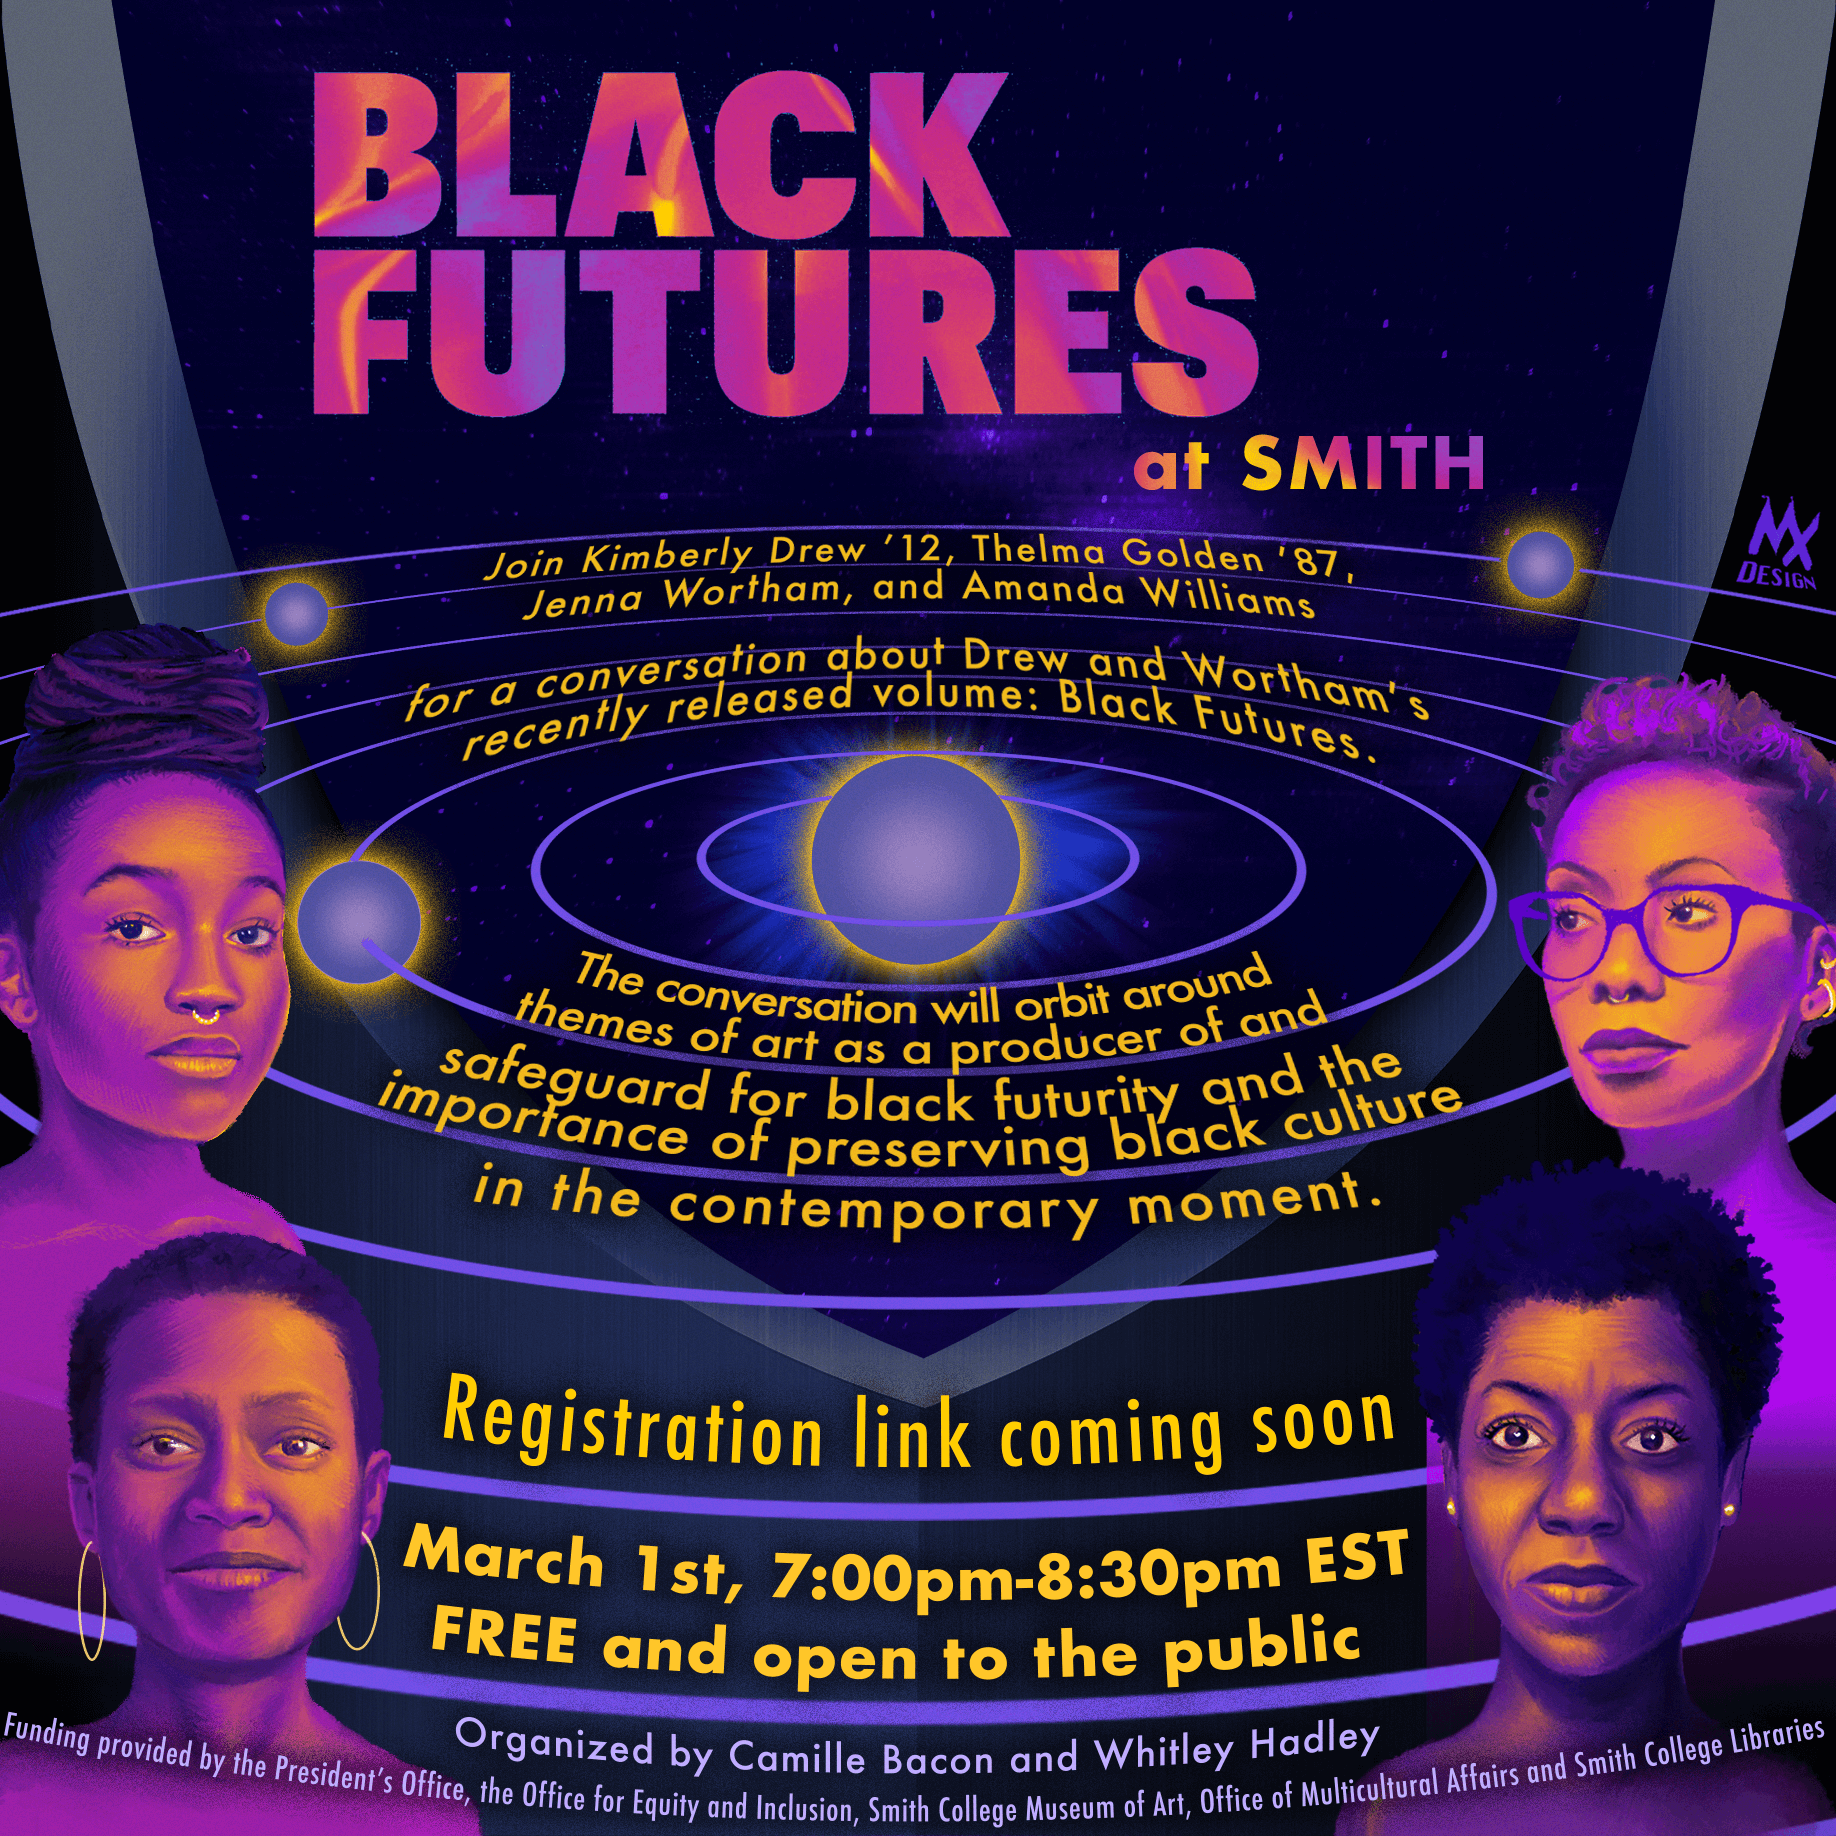 BLACK
FUTURES
at SMITH
Join Kimberly Drew '12, Thelma Golden '87,
Jenna Wortham, and Amanda Williams
for a conversation about Drew and Wortham's
recently released volume: Black Futures.
MX
DESIGN
The conversation will orbit around
themes of art as a producer of and
safeguard for black futurity and the
importance of preserving black culture
in the contemporary moment.
Registration link coming soon
March 1st, 7:00pm-8:30pm EST
FREE and open to the public
Organized by Camille Bacon and Whitley Hadley
Funding provided by the President's Office, the Office for Equity and Inclusion, Smith College Museum of Art, Office of Multicultural Affairs and Smith College Libraries